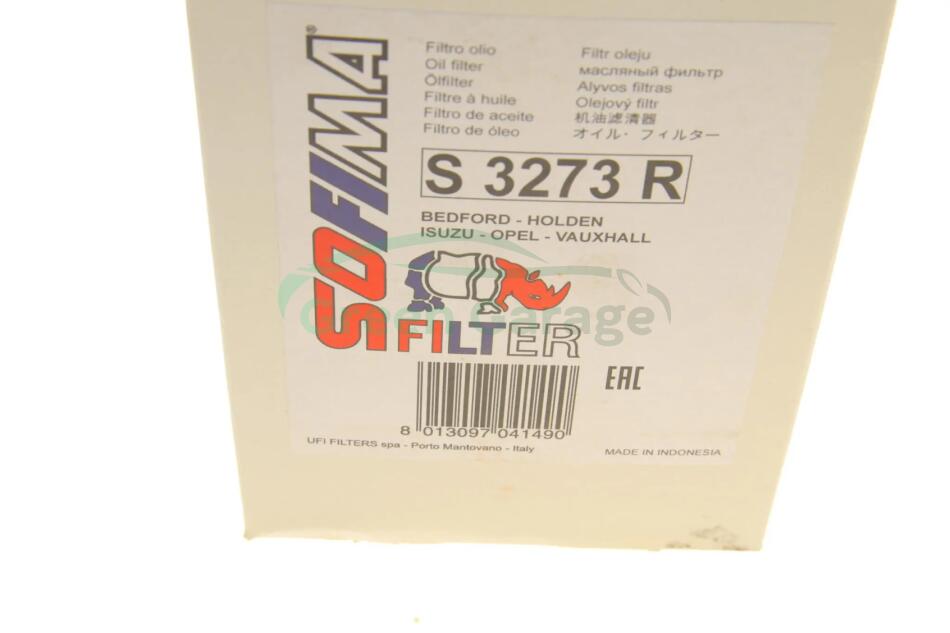 SOFIMA®
Filtro olio
Oil filter
Ölfilter
Filtre à huile
Filtro de aceite
Filtro de óleo
Filtr oleju
масляный фильтр
Alyvos filtras
Olejový filtr
机油滤清器
オイル・フィルター
S 3273 R
BEDFORD - HOLDEN
ISUZU - OPEL - VAUXHALL
Green Garage
FILTER
8 013097 041490
EAC
UFI FILTERS spa - Porto Mantovano - Italy
MADE IN INDONESIA